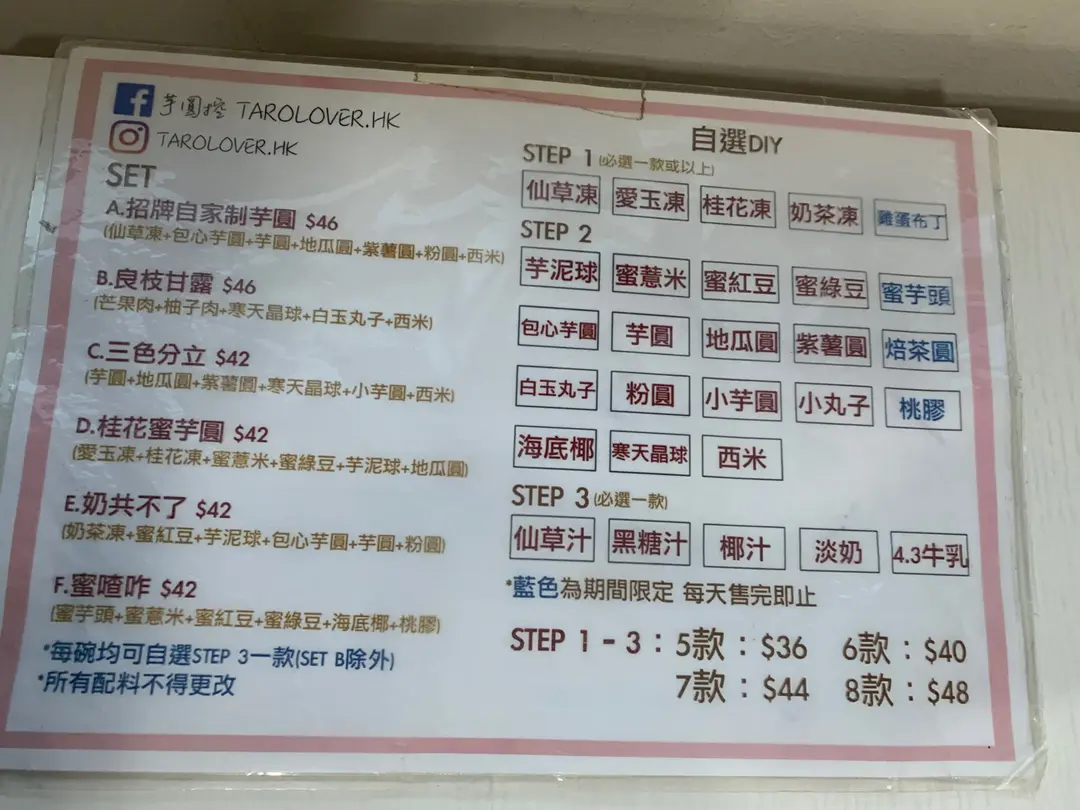 芋圓控 TAROLOVER.HK
TAROLOVER.HK
SET
A.招牌自家制芋圓 $46
(仙草凍+包心芋圓+芋圓+地瓜圓+紫薯圓+粉圓+西米)
B.良枝甘露 $46
(芒果肉+柚子肉+寒天晶球+白玉丸子+西米)
C.三色分立 $42
(芋圓+地瓜圓+紫薯圓+寒天晶球+小芋圓+西米)
D.桂花蜜芋圓 $42
(愛玉凍+桂花凍+蜜薏米+蜜綠豆+芋泥球+地瓜圓)
E.奶共不了 $42
(奶茶凍+蜜紅豆+芋泥球+包心芋圓+芋圓+粉圓)
F.蜜喳咋 $42
(蜜芋頭+蜜薏米+蜜紅豆+蜜綠豆+海底椰+桃膠)
*每碗均可自選STEP 3一款(SET B除外)
*所有配料不得更改
自選DIY
STEP 1 (必選一款或以上)
仙草凍 愛玉凍 桂花凍 奶茶凍 雞蛋布丁
STEP 2
芋泥球 蜜薏米 蜜紅豆 蜜綠豆 蜜芋頭
包心芋圓 芋圓 地瓜圓 紫薯圓 焙茶圓
白玉丸子 粉圓 小芋圓 小丸子 桃膠
海底椰 寒天晶球 西米
STEP 3 (必選一款)
仙草汁 黑糖汁 椰汁 淡奶 4.3牛乳
*藍色為期間限定 每天售完即止
STEP 1 - 3：5款：$36 6款：$40
7款：$44 8款：$48